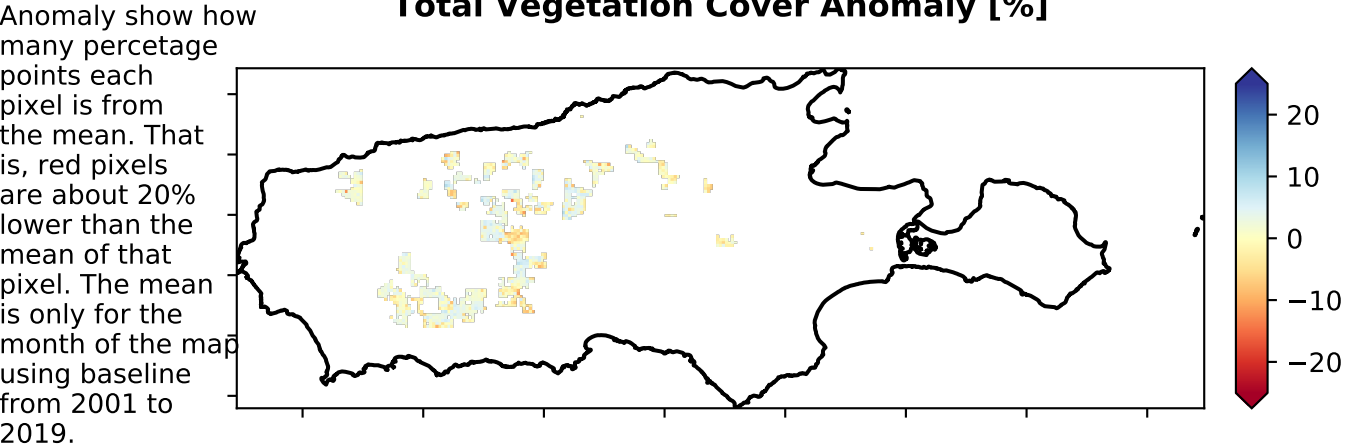 Total Vegetation Cover Anomaly [%]
Anomaly show how
many percetage
points each
pixel is from
the mean. That
is, red pixels
are about 20%
lower than the
mean of that
pixel. The mean
is only for the
month of the map
using baseline
from 2001 to
2019.
20
10
0
−10
−20